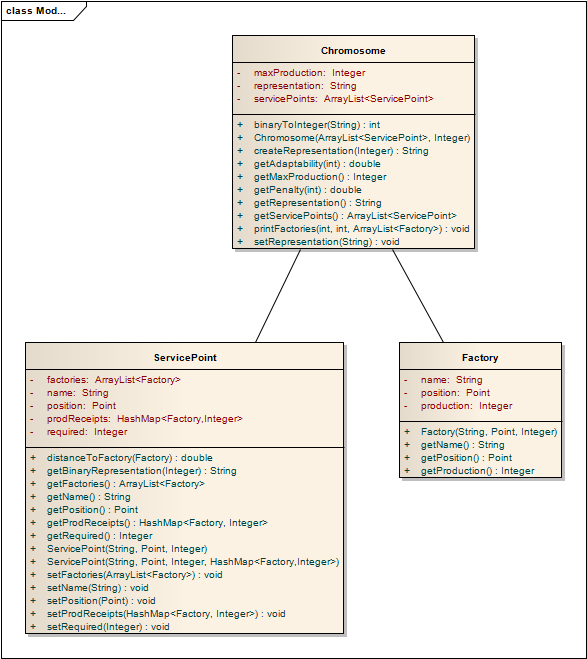 class Mod...
Chromosome
- maxProduction: Integer
- representation: String
- servicePoints: ArrayList<ServicePoint>
+ binaryToInteger(String) : int
+ Chromosome(ArrayList<ServicePoint>, Integer)
+ createRepresentation(Integer) : String
+ getAdaptability(int) : double
+ getMaxProduction() : Integer
+ getPenalty(int) : double
+ getRepresentation() : String
+ getServicePoints() : ArrayList<ServicePoint>
+ printFactories(int, int, ArrayList<Factory>) : void
+ setRepresentation(String) : void
ServicePoint
- factories: ArrayList<Factory>
- name: String
- position: Point
- prodReceipts: HashMap<Factory,Integer>
- required: Integer
+ distanceToFactory(Factory) : double
+ getBinaryRepresentation(Integer) : String
+ getFactories() : ArrayList<Factory>
+ getName() : String
+ getPosition() : Point
+ getProdReceipts() : HashMap<Factory, Integer>
+ getRequired() : Integer
+ ServicePoint(String, Point, Integer)
+ ServicePoint(String, Point, Integer, HashMap<Factory,Integer>)
+ setFactories(ArrayList<Factory>) : void
+ setName(String) : void
+ setPosition(Point) : void
+ setProdReceipts(HashMap<Factory, Integer>) : void
+ setRequired(Integer) : void
Factory
- name: String
- position: Point
- production: Integer
+ Factory(String, Point, Integer)
+ getName() : String
+ getPosition() : Point
+ getProduction() : Integer